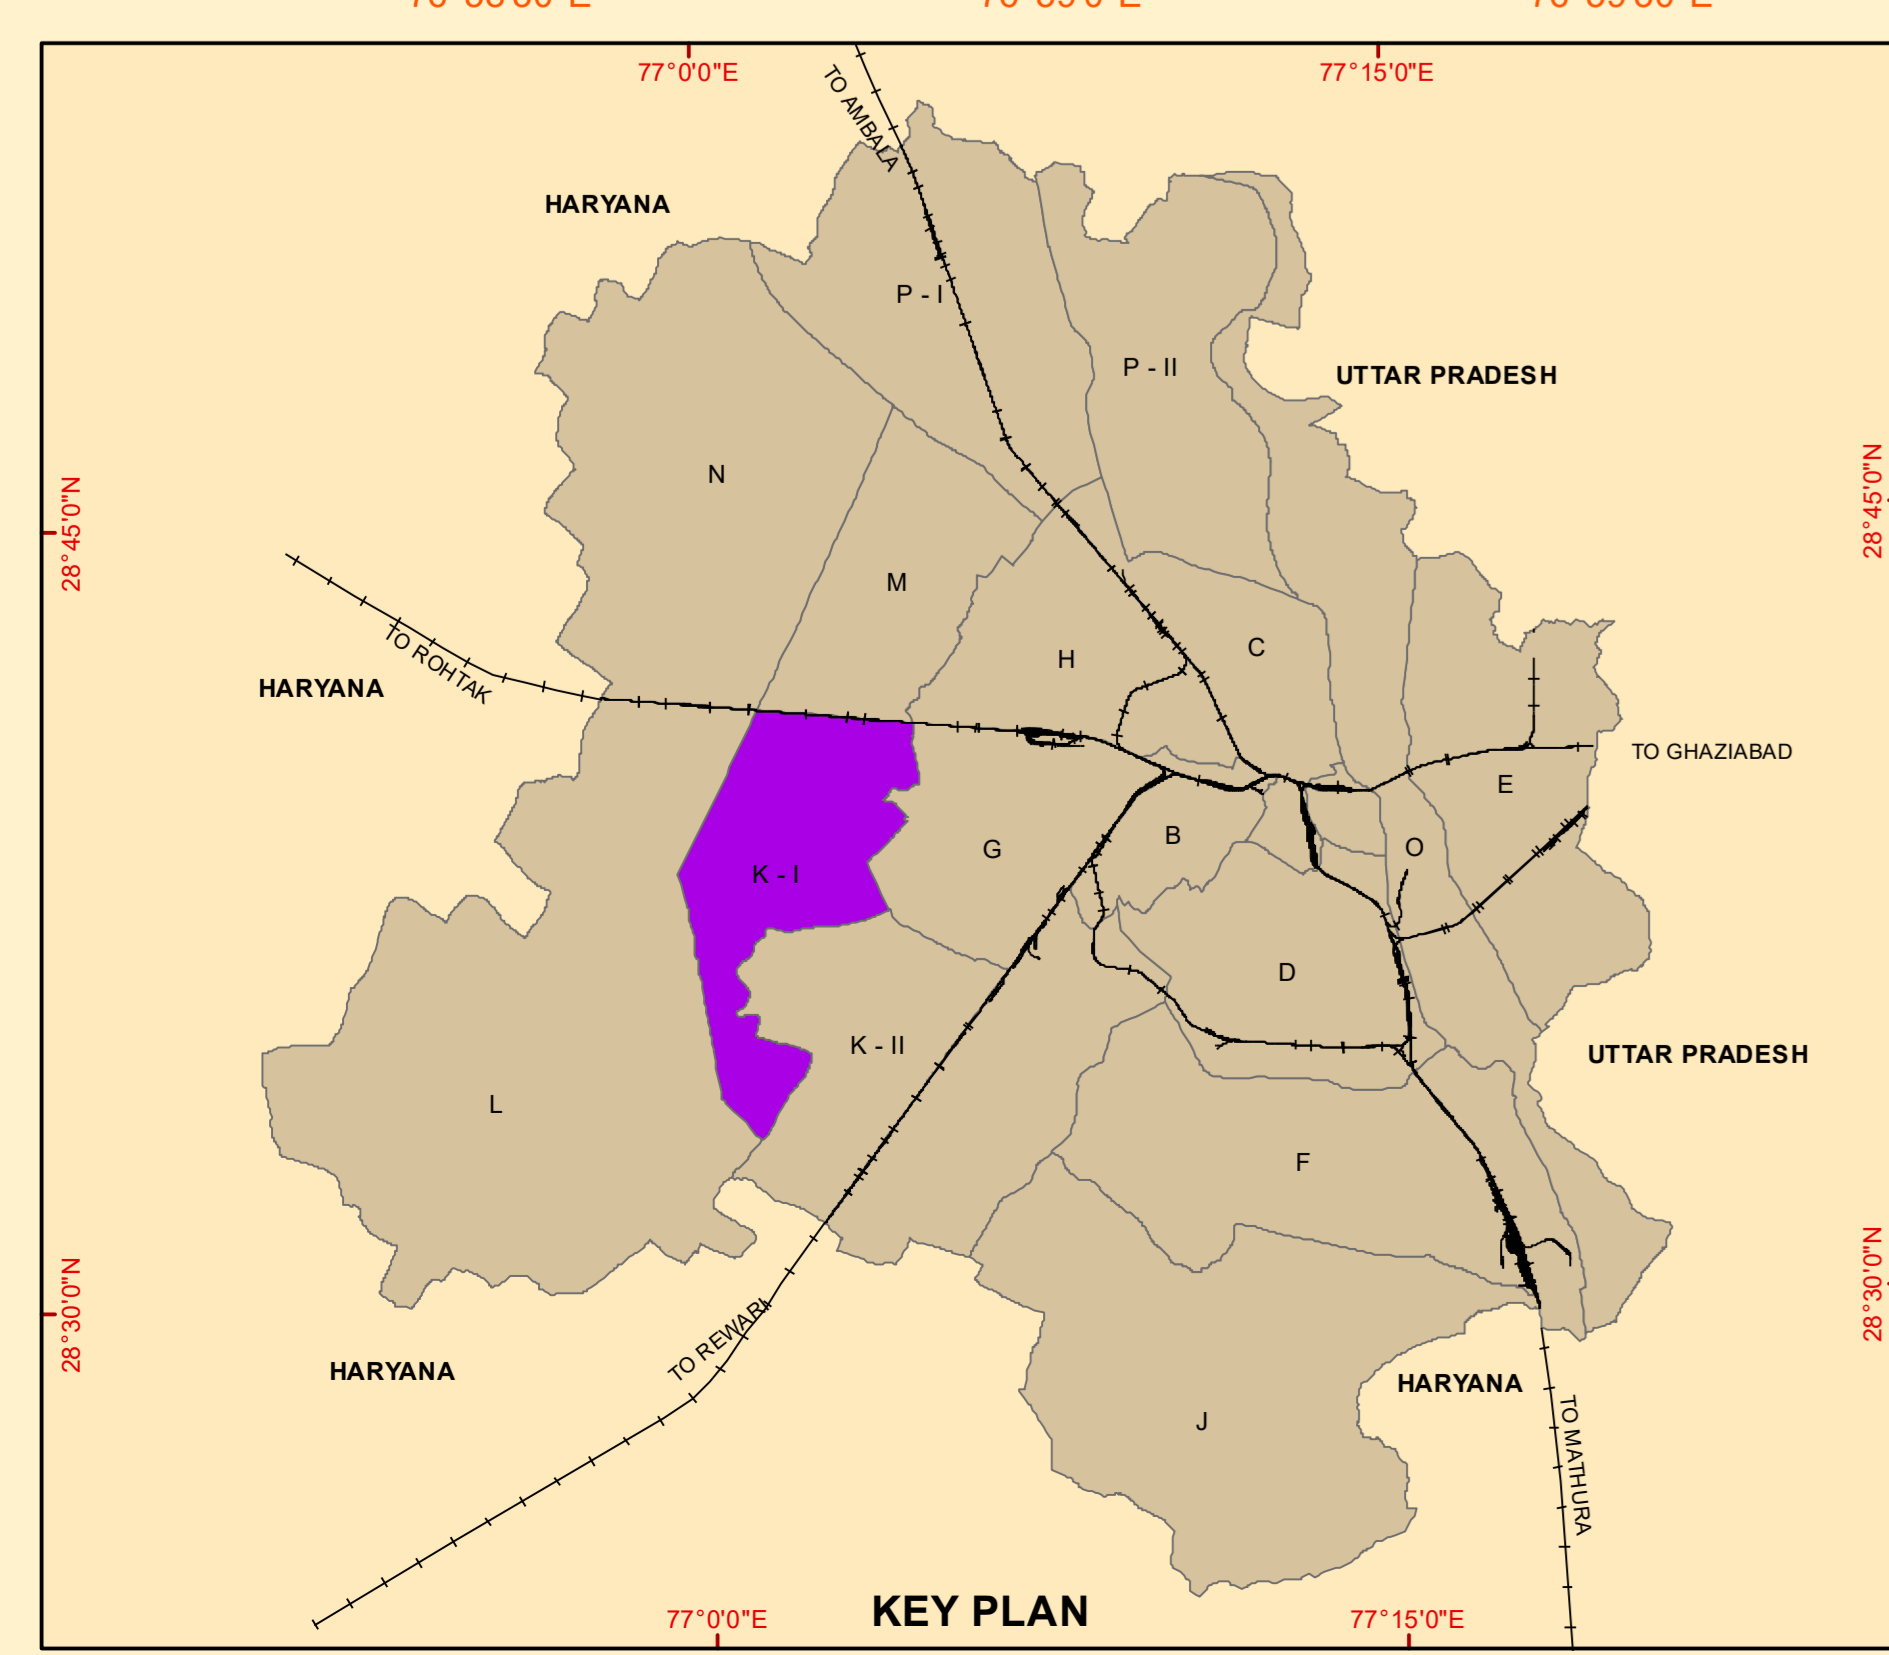 77°0'0"E
77°15'0"E
TO AMBALA
HARYANA
P - I
P - II
UTTAR PRADESH
N
28°45'0"N
28°45'0"N
M
C
H
TO ROHTAK
HARYANA
TO GHAZIABAD
E
B
O
G
K - I
D
K - II
UTTAR PRADESH
L
F
28°30'0"N
28°30'0"N
TO REWARI
HARYANA
HARYANA
J
TO MATHURA
KEY PLAN
77°0'0"E
77°15'0"E